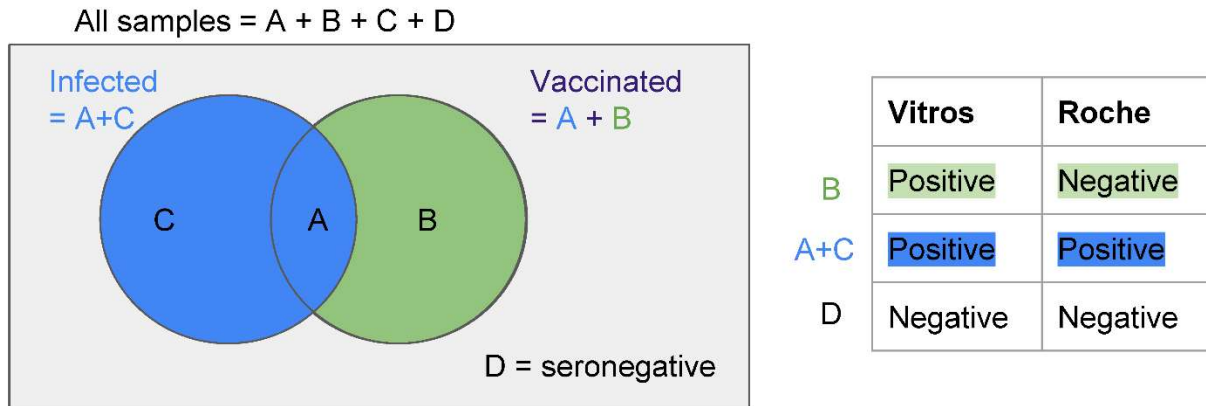 All samples = A + B + C + D
Infected
= A+C
Vaccinated
= A + B
C
A
B
D = seronegative
Vitros Roche
B Positive Negative
A+C Positive Positive
D Negative Negative